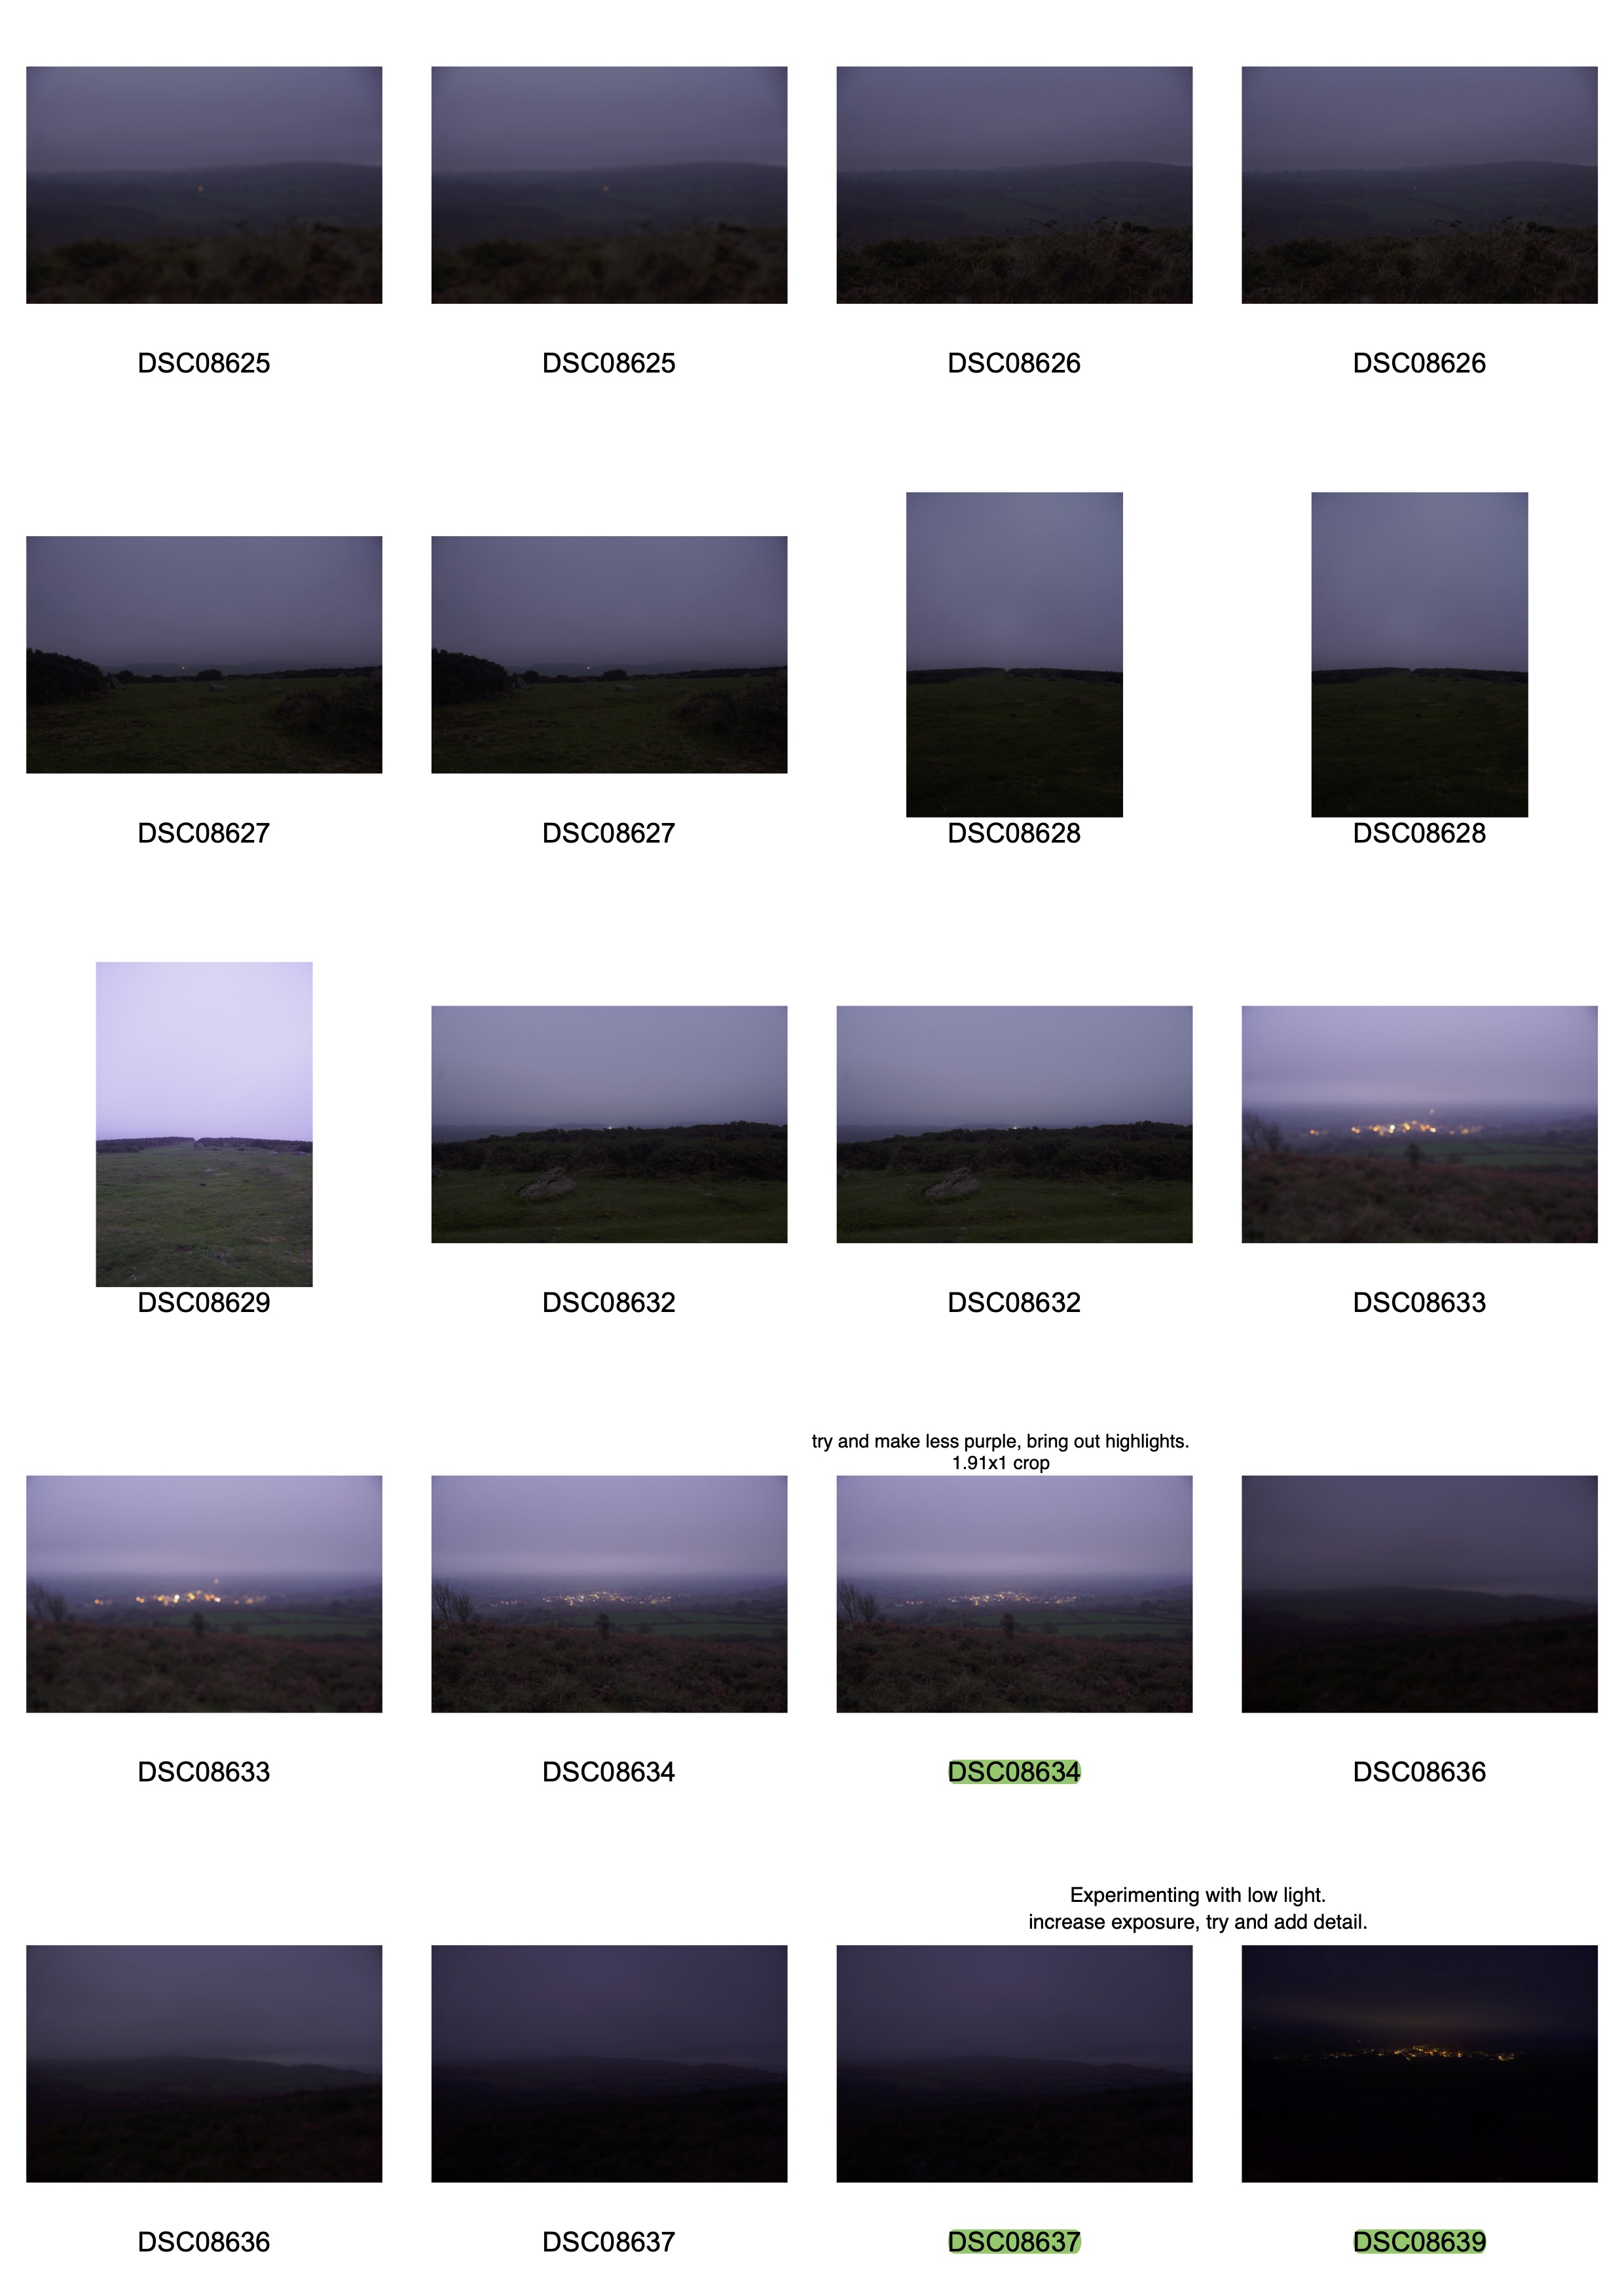 DSC08625
DSC08625
DSC08626
DSC08626
DSC08627
DSC08627
DSC08628
DSC08628
DSC08629
DSC08632
DSC08632
DSC08633
try and make less purple, bring out highlights.
1.91x1 crop
DSC08633
DSC08634
DSC08634
DSC08636
Experimenting with low light.
increase exposure, try and add detail.
DSC08636
DSC08637
DSC08637
DSC08639